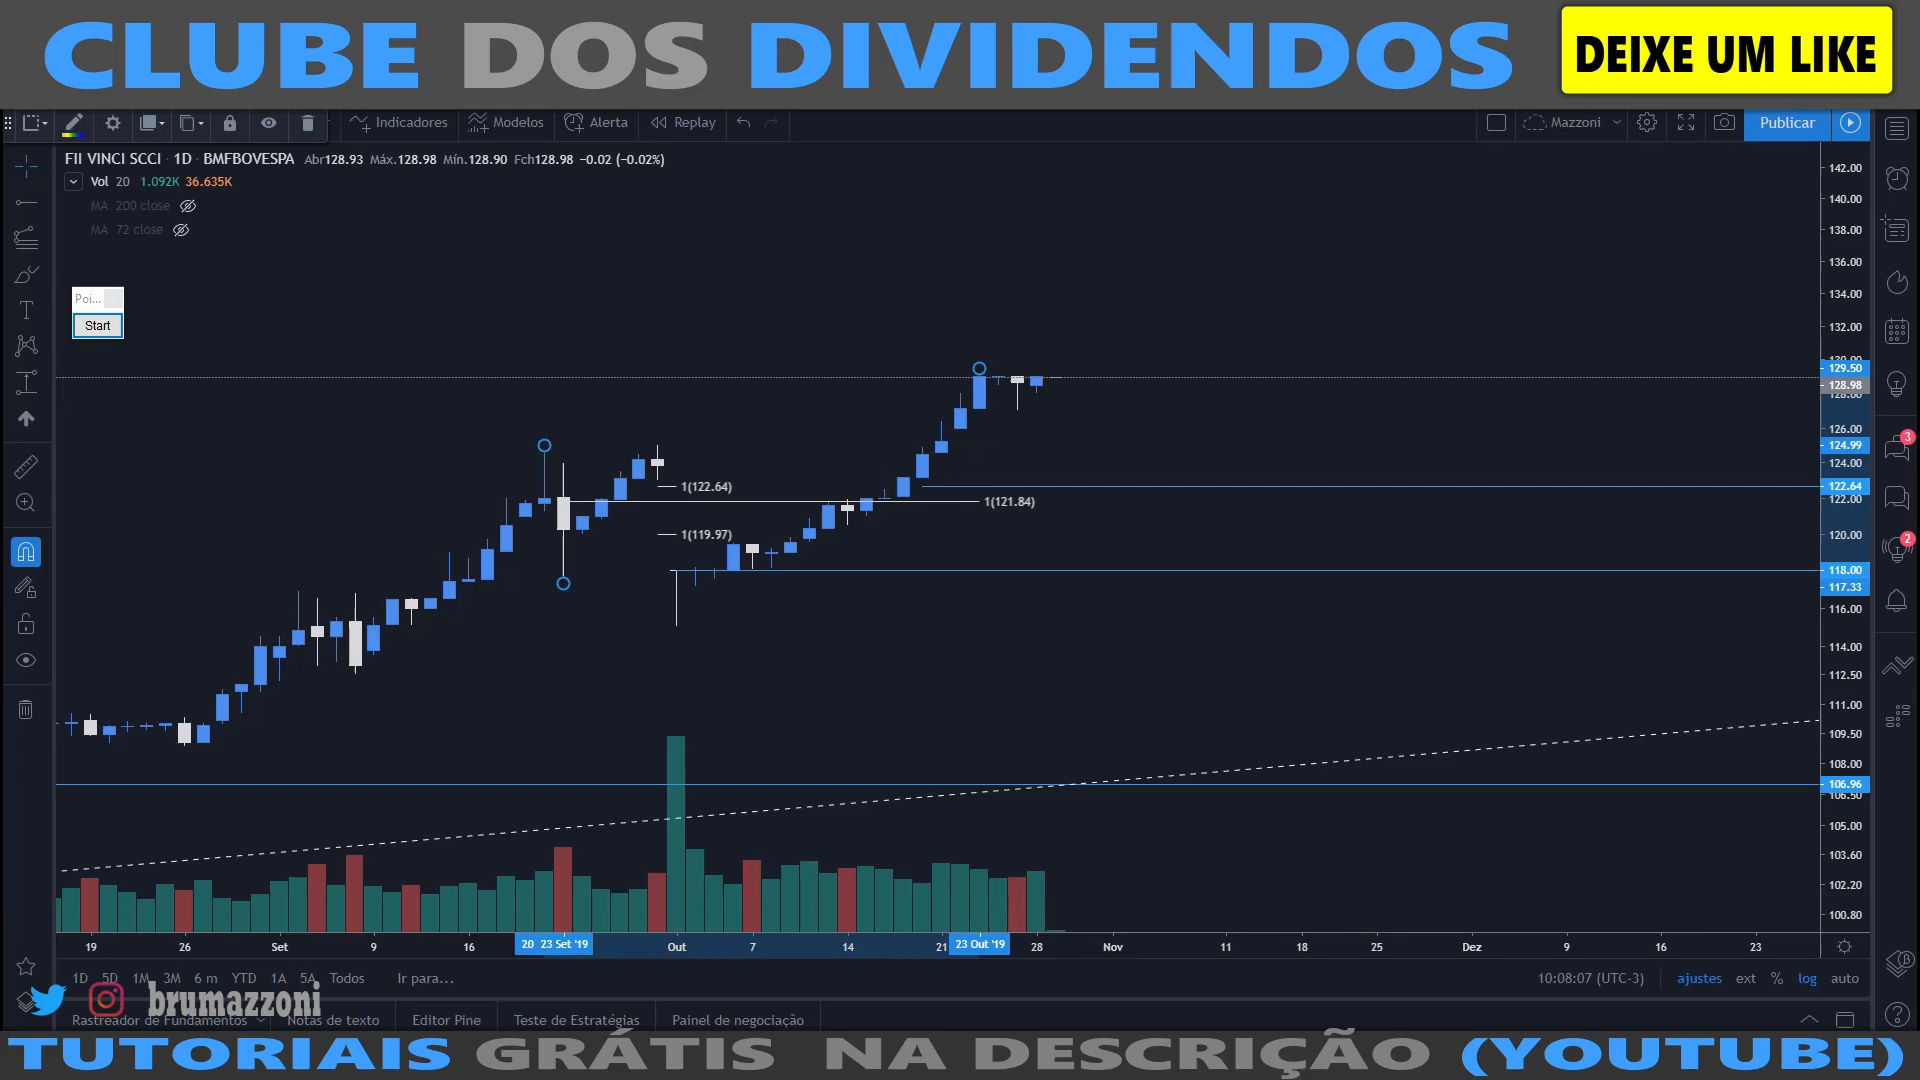 CLUBE DOS DIVIDENDOS
DEIXE UM LIKE
Indicadores Modelos Alerta Replay Mazzoni Publicar
FII VINCI SCCI · 1D · BMFBOVESPA Abr128.93 Máx.128.98 Mín.128.90 Fch128.98 −0.02 (−0.02%)
Vol 20 1.092K 36.635K
MA 200 close
MA 72 close
Poi...
Start
1(122.64)
1(121.84)
1(119.97)
142.00
140.00
138.00
136.00
134.00
132.00
130.00
129.50
128.98
128.00
126.00
124.99
124.00
122.64
122.00
120.00
118.00
117.33
116.00
114.00
112.50
111.00
109.50
108.00
106.96
106.50
105.00
103.60
102.20
100.80
3
2
19 26 Set 9 16 20 23 Set '19 Out 7 14 21 23 Out '19 28 Nov 11 18 25 Dez 9 16 23
1D 5D 1M 3M 6 m YTD 1A 5A Todos Ir para... 10:08:07 (UTC-3) ajustes ext % log auto
brumazzoni
Rastreador de Fundamentos Notas de texto Editor Pine Teste de Estratégias Painel de negociação
TUTORIAIS GRÁTIS NA DESCRIÇÃO (YOUTUBE)